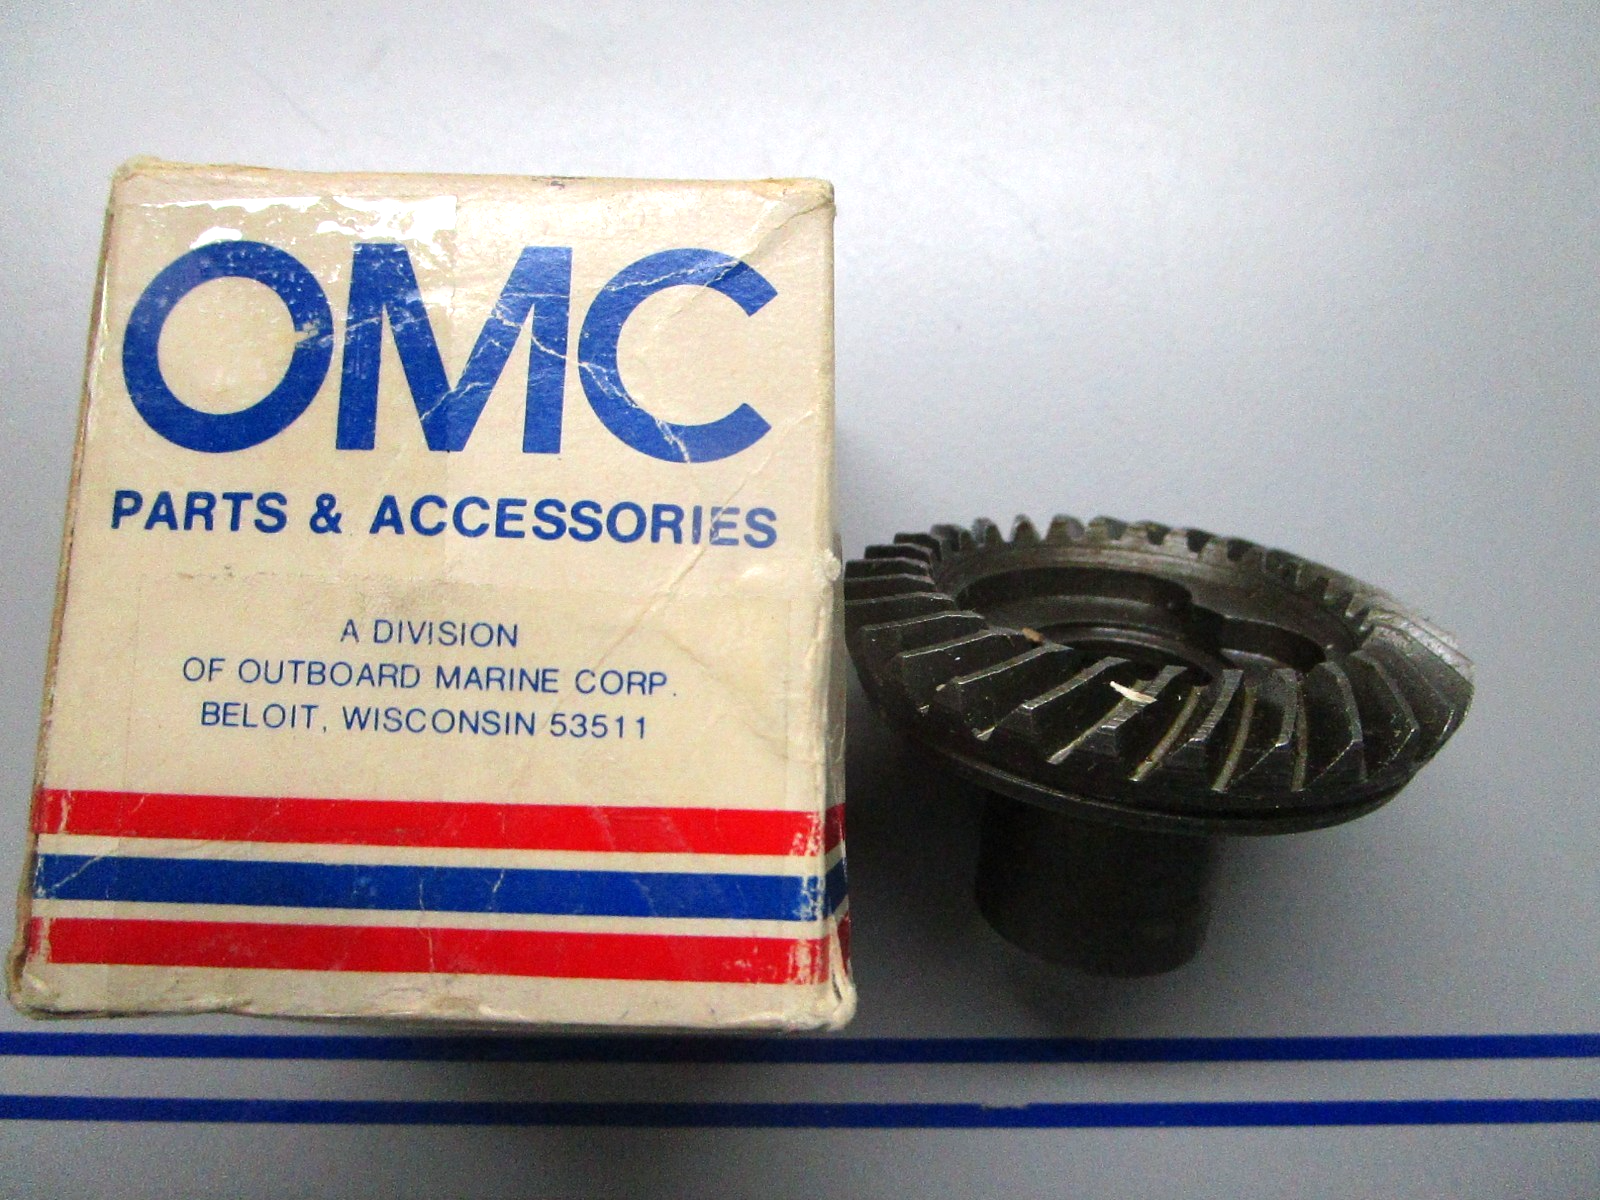 OMC
PARTS & ACCESSORIES
A DIVISION
OF OUTBOARD MARINE CORP.
BELOIT, WISCONSIN 53511